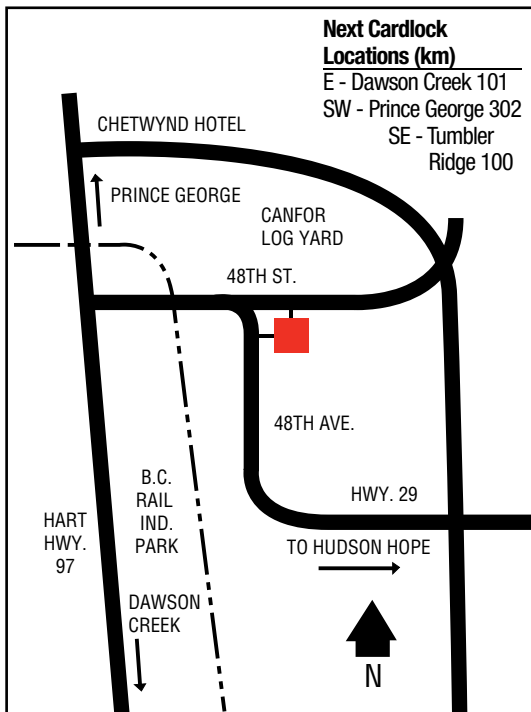 Next Cardlock
Locations (km)
E - Dawson Creek 101
SW - Prince George 302
SE - Tumbler
Ridge 100
CHETWYND HOTEL
PRINCE GEORGE
CANFOR
LOG YARD
48TH ST.
48TH AVE.
B.C.
RAIL
IND.
PARK
HWY. 29
HART
HWY.
97
TO HUDSON HOPE
DAWSON
CREEK
N